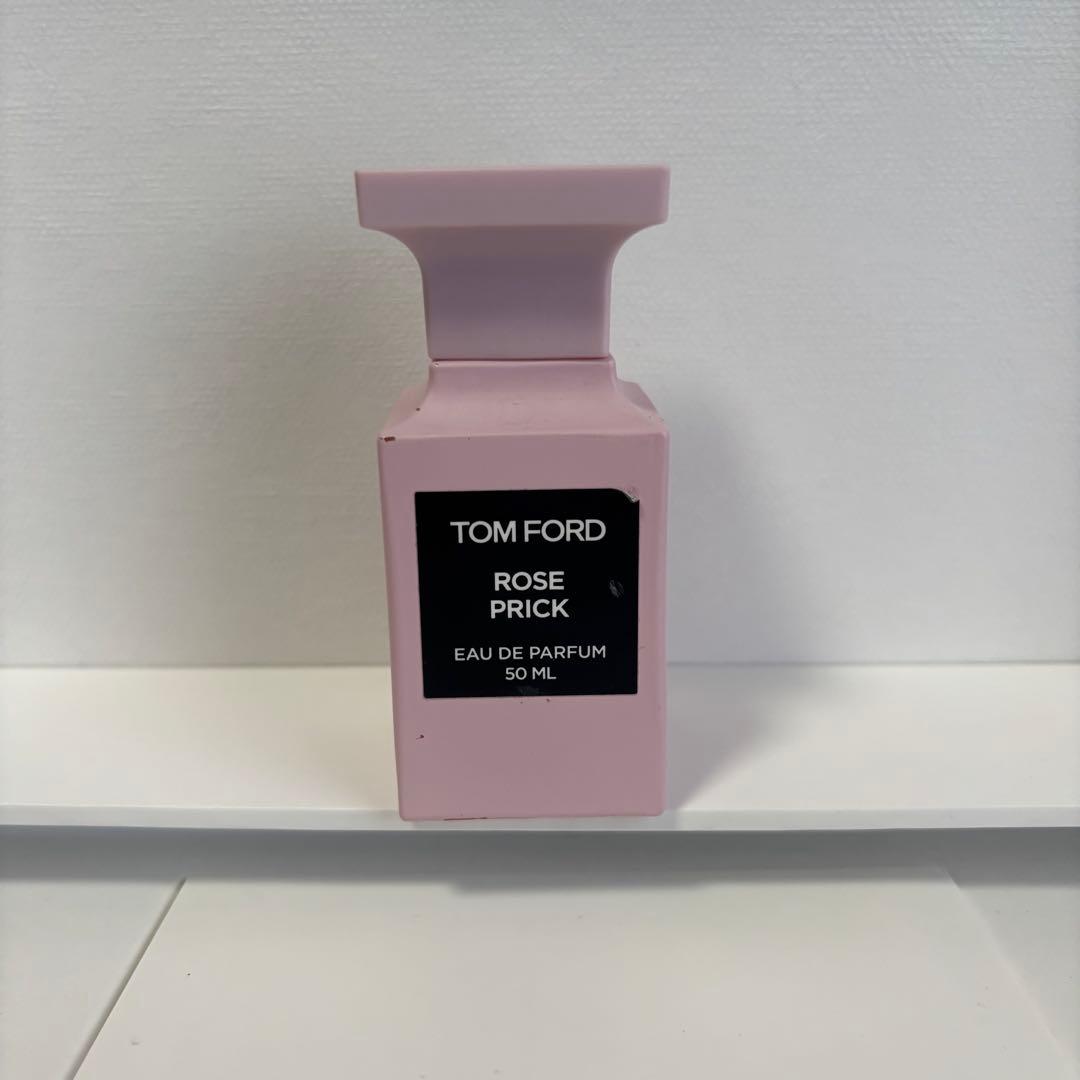 TOM FORD
ROSE
PRICK
EAU DE PARFUM
50 ML